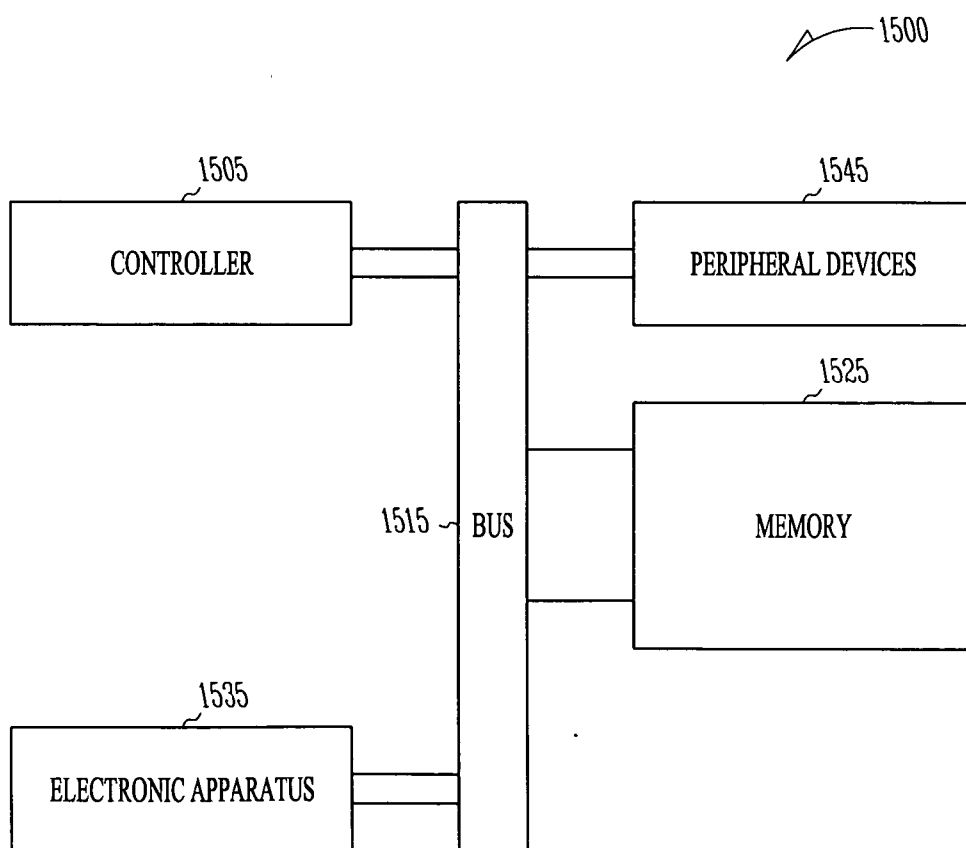 1500
1505
1545
CONTROLLER
PERIPHERAL DEVICES
1525
1515
BUS
MEMORY
1535
ELECTRONIC APPARATUS